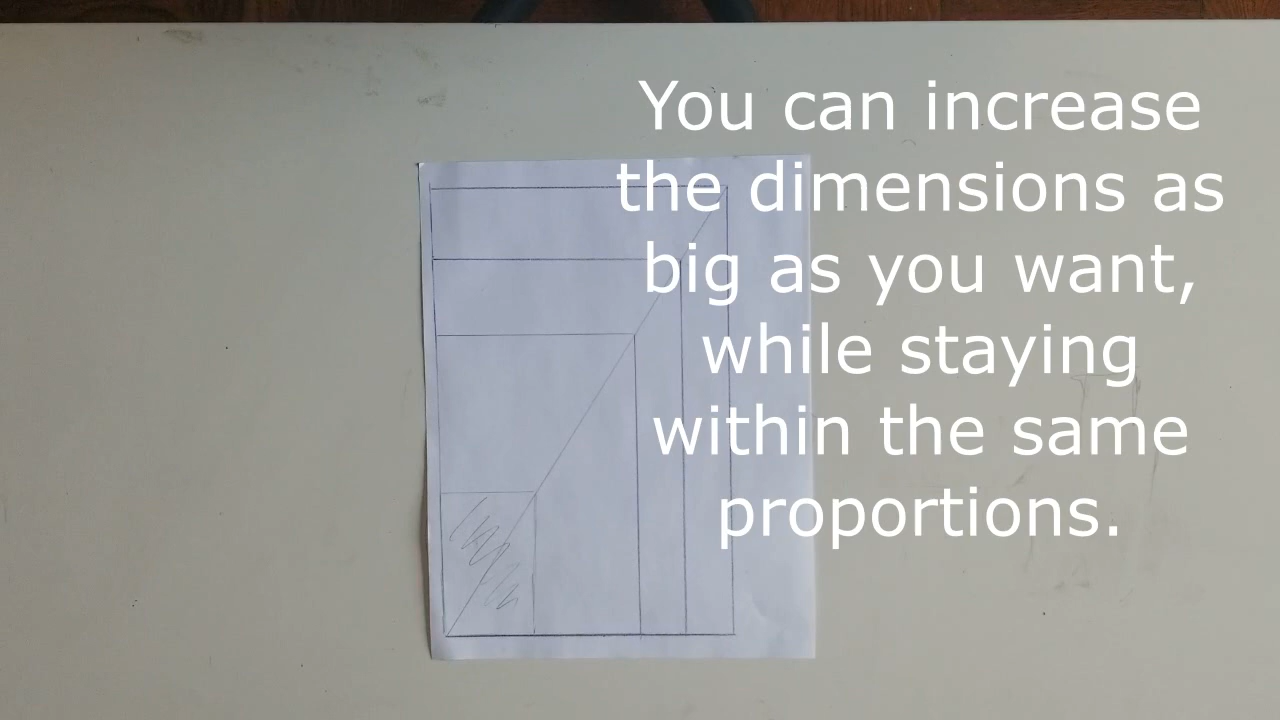 You can increase
the dimensions as
big as you want,
while staying
within the same
proportions.